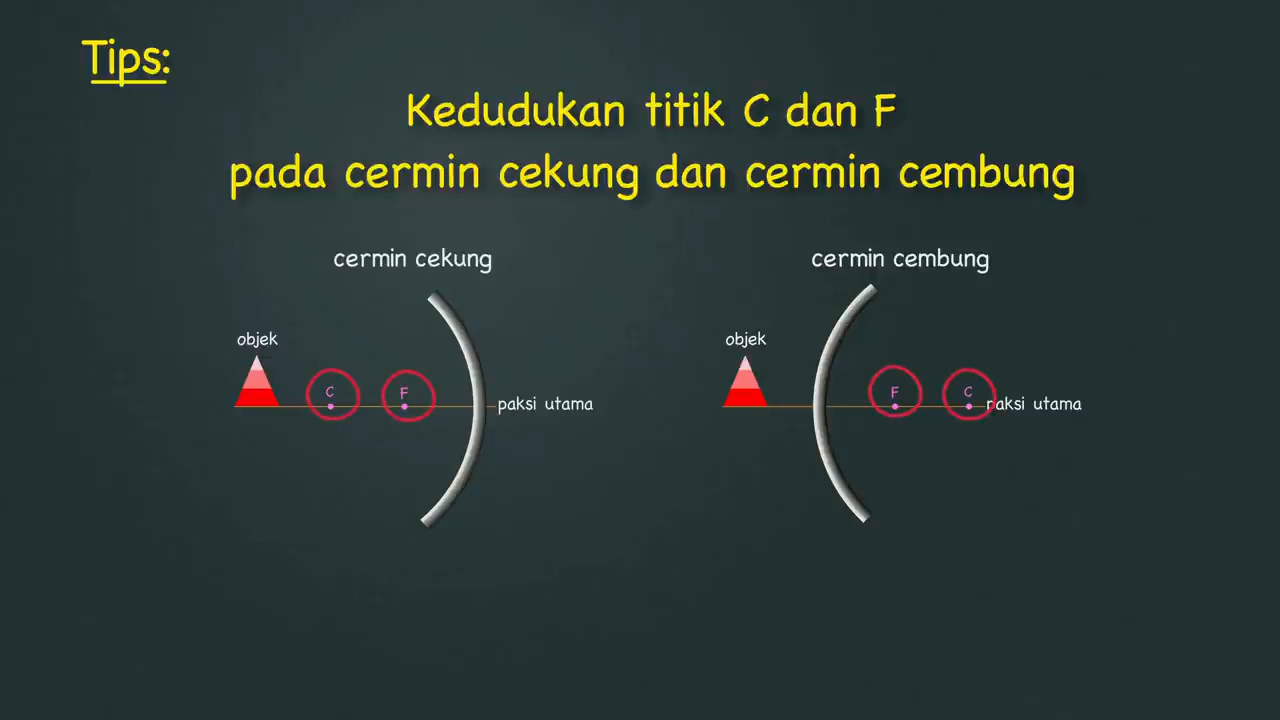 Tips:
Kedudukan titik C dan F
pada cermin cekung dan cermin cembung
cermin cekung
objek
C
F
paksi utama
cermin cembung
objek
F
C
paksi utama